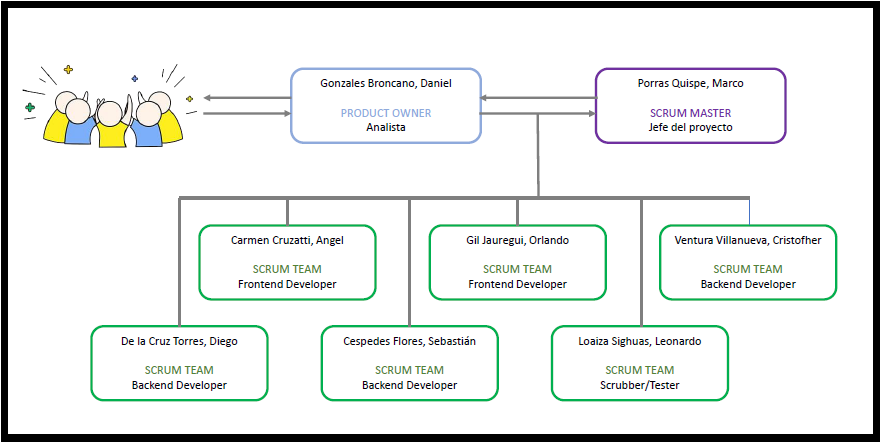 Gonzales Broncano, Daniel
PRODUCT OWNER
Analista
Porras Quispe, Marco
SCRUM MASTER
Jefe del proyecto
Carmen Cruzatti, Angel
SCRUM TEAM
Frontend Developer
Gil Jauregui, Orlando
SCRUM TEAM
Frontend Developer
Ventura Villanueva, Cristofher
SCRUM TEAM
Backend Developer
De la Cruz Torres, Diego
SCRUM TEAM
Backend Developer
Cespedes Flores, Sebastián
SCRUM TEAM
Backend Developer
Loaiza Sighuas, Leonardo
SCRUM TEAM
Scrubber/Tester